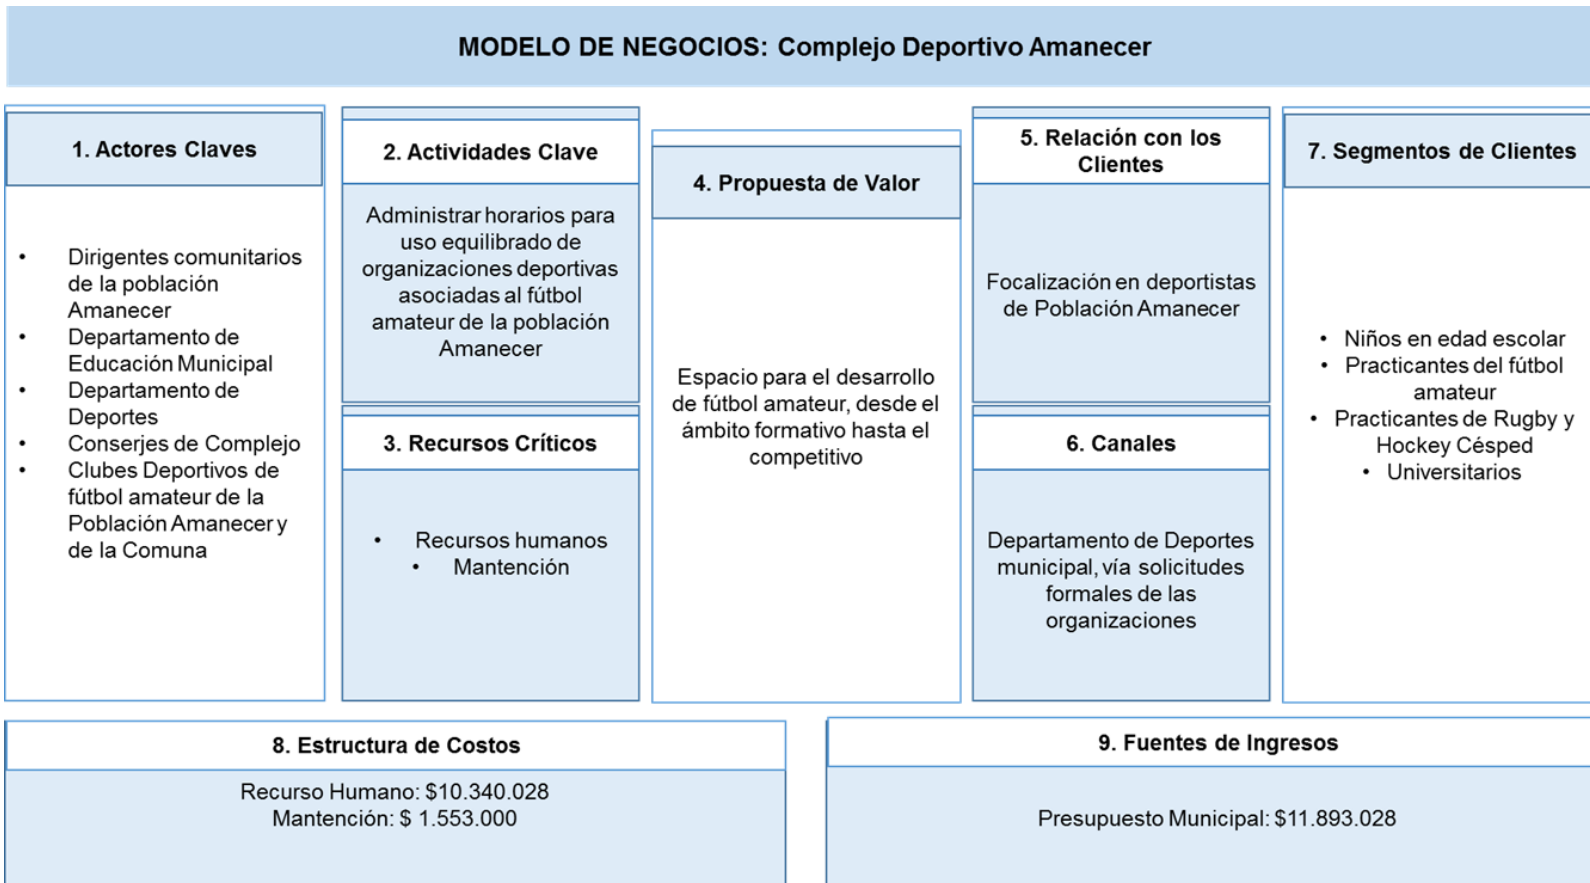 MODELO DE NEGOCIOS: Complejo Deportivo Amanecer
1. Actores Claves
• Dirigentes comunitarios
de la población
Amanecer
• Departamento de
Educación Municipal
• Departamento de
Deportes
• Conserjes de Complejo
• Clubes Deportivos de
fútbol amateur de la
Población Amanecer y
de la Comuna
2. Actividades Clave
Administrar horarios para
uso equilibrado de
organizaciones deportivas
asociadas al fútbol
amateur de la población
Amanecer
3. Recursos Críticos
• Recursos humanos
• Mantención
4. Propuesta de Valor
Espacio para el desarrollo
de fútbol amateur, desde el
ámbito formativo hasta el
competitivo
5. Relación con los
Clientes
Focalización en deportistas
de Población Amanecer
6. Canales
Departamento de Deportes
municipal, vía solicitudes
formales de las
organizaciones
7. Segmentos de Clientes
• Niños en edad escolar
• Practicantes del fútbol
amateur
• Practicantes de Rugby y
Hockey Césped
• Universitarios
8. Estructura de Costos
Recurso Humano: $10.340.028
Mantención: $ 1.553.000
9. Fuentes de Ingresos
Presupuesto Municipal: $11.893.028